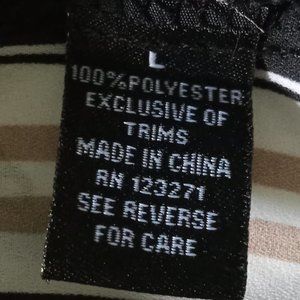 L
100%POLYESTER
EXCLUSIVE OF
TRIMS
MADE IN CHINA
RN 123271
SEE REVERSE
FOR CARE